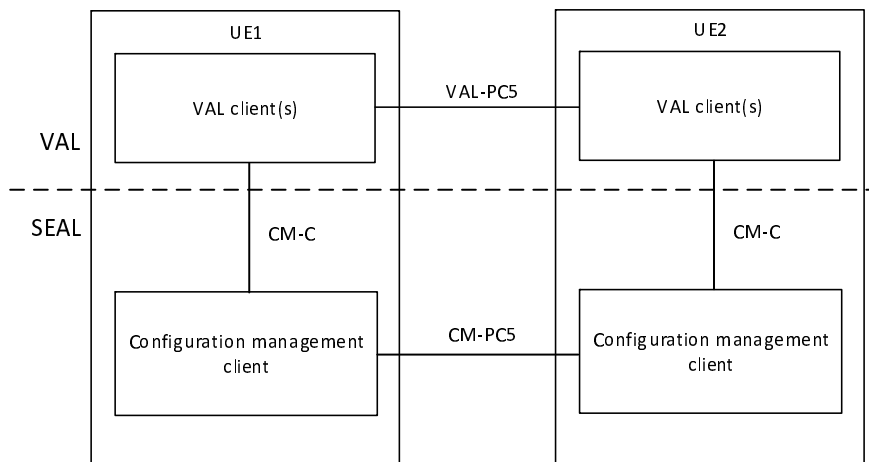 UE1
UE2
VAL client(s)
VAL-PC5
VAL client(s)
VAL
SEAL
CM-C
CM-C
Configuration management
client
CM-PC5
Configuration management
client